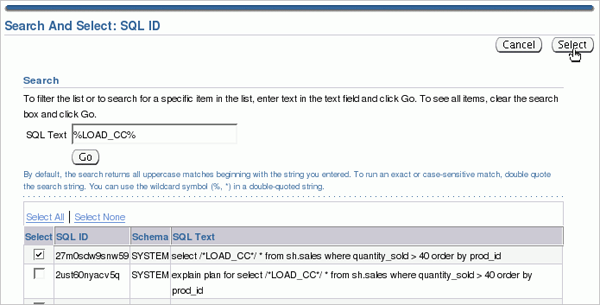 Search And Select: SQL ID
Cancel Select
Search
To filter the list or to search for a specific item in the list, enter text in the text field and click Go. To see all items, clear the search
box and click Go.
SQL Text %LOAD_CC%
Go
By default, the search returns all uppercase matches beginning with the string you entered. To run an exact or case-sensitive match, double quote
the search string. You can use the wildcard symbol (%, *) in a double-quoted string.
Select All | Select None
Select SQL ID Schema SQL Text
27m0sdw9snw59 SYSTEM select /*LOAD_CC*/ * from sh.sales where quantity_sold > 40 order by prod_id
2ust60nyacv5q SYSTEM explain plan for select /*LOAD_CC*/ * from sh.sales where quantity_sold > 40 order by
prod_id